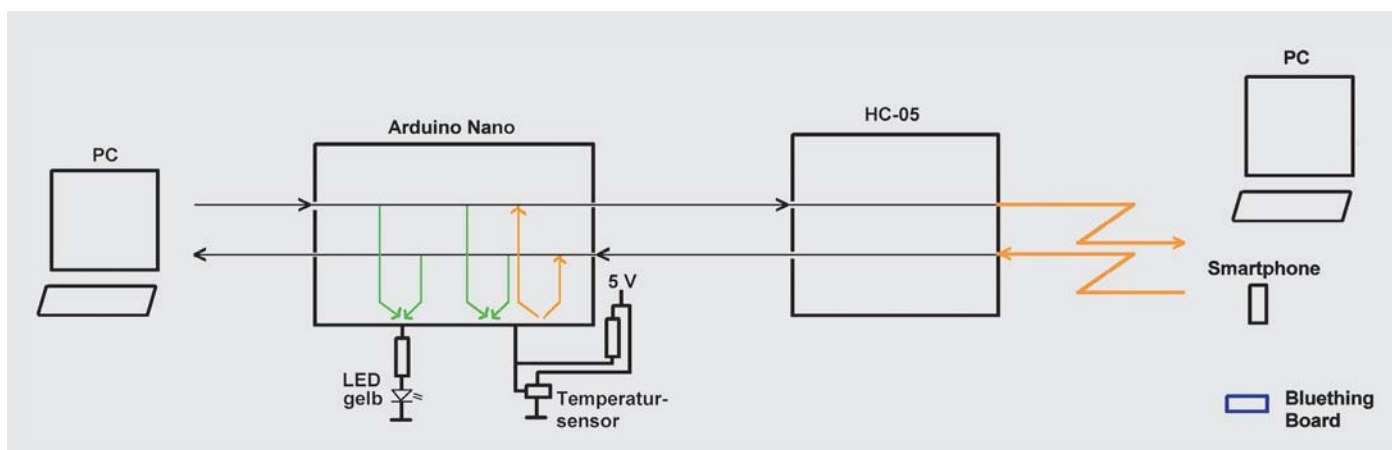 PC
Arduino Nano
HC-05
PC
Smartphone
5 V
LED
gelb
Temperatur-
sensor
Bluething
Board